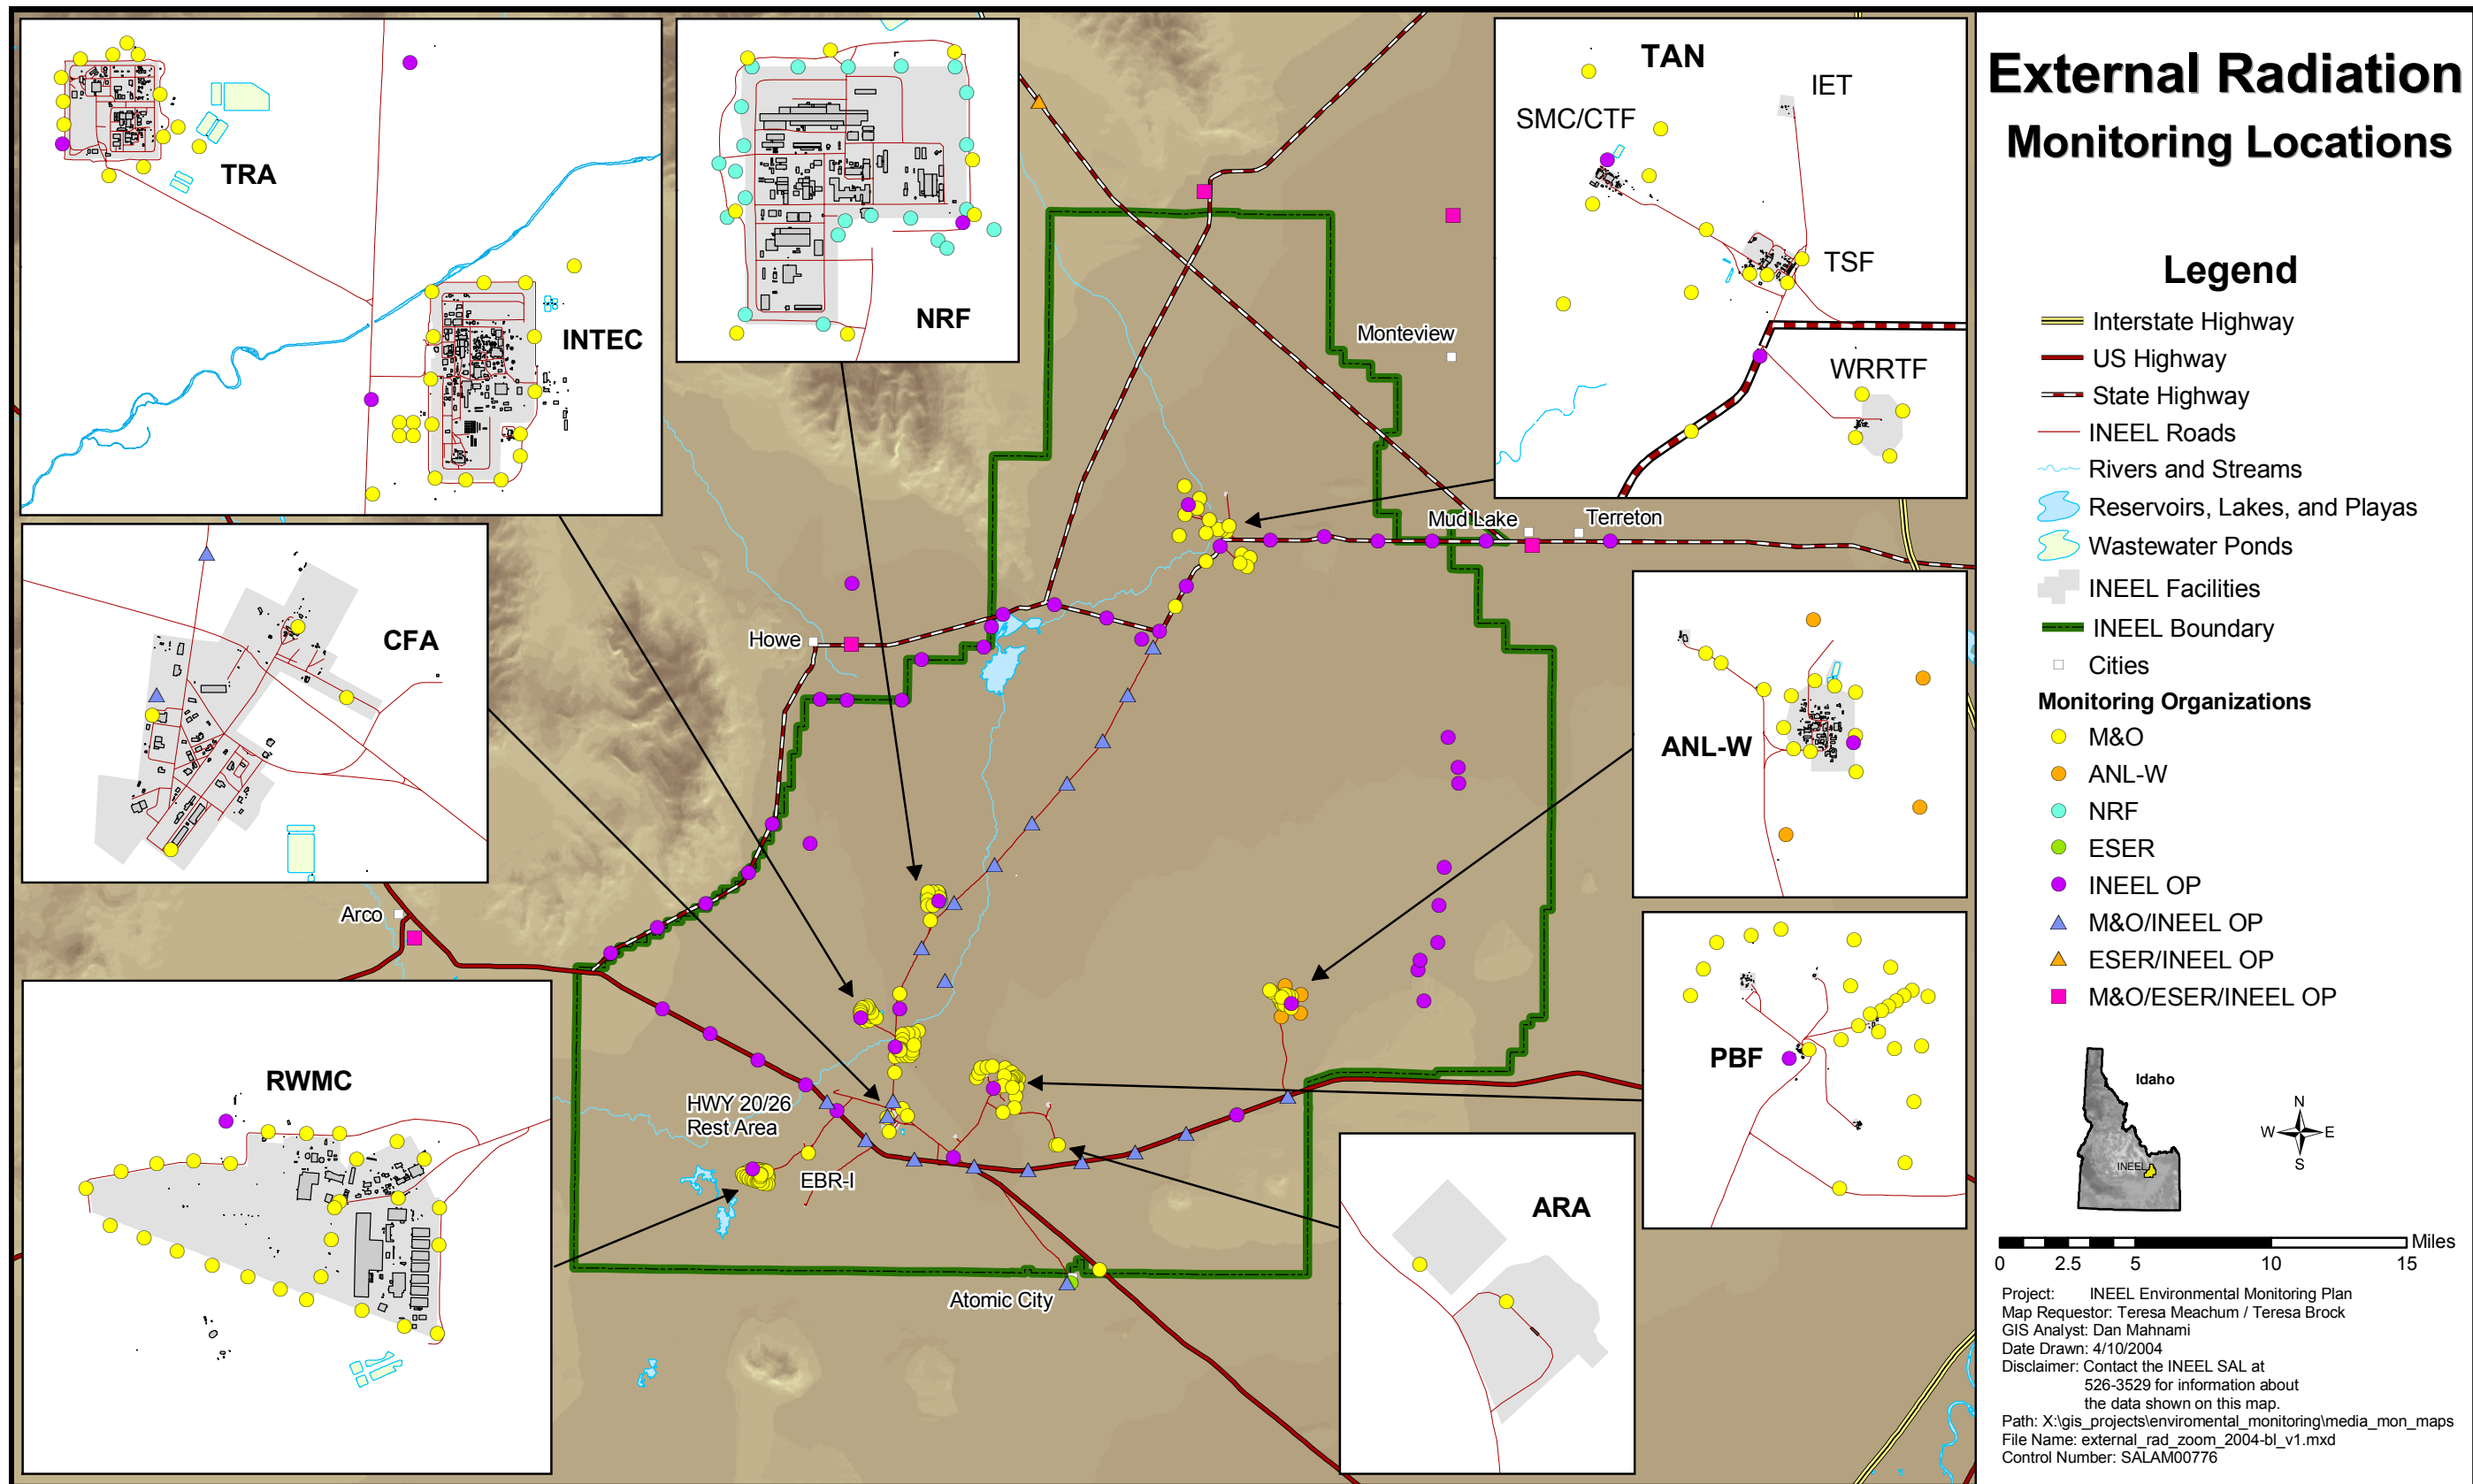 External Radiation
Monitoring Locations
Legend
Interstate Highway
US Highway
State Highway
INEEL Roads
Rivers and Streams
Reservoirs, Lakes, and Playas
Wastewater Ponds
INEEL Facilities
INEEL Boundary
Cities
Monitoring Organizations
M&O
ANL-W
NRF
ESER
INEEL OP
M&O/INEEL OP
ESER/INEEL OP
M&O/ESER/INEEL OP
Idaho
INEEL
N
W E
S
Miles
0 2.5 5 10 15
Project: INEEL Environmental Monitoring Plan
Map Requestor: Teresa Meachum / Teresa Brock
GIS Analyst: Dan Mahnami
Date Drawn: 4/10/2004
Disclaimer: Contact the INEEL SAL at
526-3529 for information about
the data shown on this map.
Path: X:\gis_projects\enviromental_monitoring\media_mon_maps
File Name: external_rad_zoom_2004-bl_v1.mxd
Control Number: SALAM00776
TRA
INTEC
NRF
TAN
IET
SMC/CTF
TSF
WRRTF
CFA
ANL-W
PBF
RWMC
ARA
Monteview
Mud Lake
Terreton
Howe
Arco
HWY 20/26
Rest Area
EBR-I
Atomic City